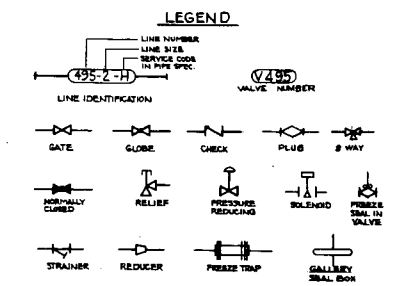 LEGEND
LINE NUMBER
LINE SIZE
SERVICE CODE
IN PIPE SPEC.
495-2-H
LINE IDENTIFICATION
V495
VALVE NUMBER
GATE
GLOBE
CHECK
PLUG
3 WAY
NORMALLY
CLOSED
RELIEF
PRESSURE
REDUCING
SOLENOID
FREEZE
SEAL IN
VALVE
STRAINER
REDUCER
FREEZE TRAP
GALLERY
SEAL BOX